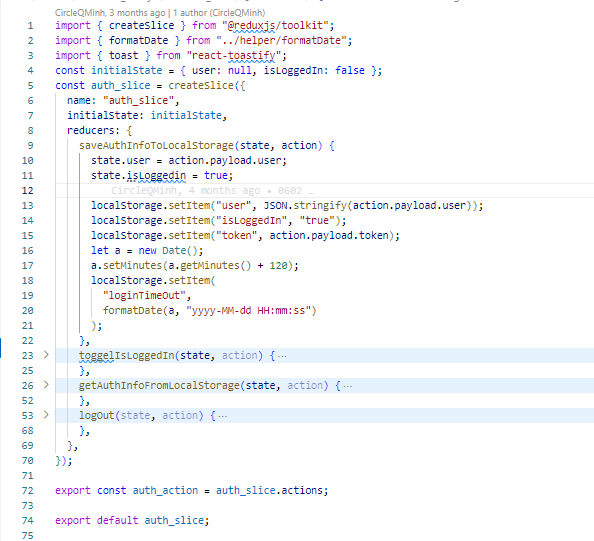 CircleQMinh, 3 months ago | 1 author (CircleQMinh)
1 import { createSlice } from "@reduxjs/toolkit";
2 import { formatDate } from "../helper/formatDate";
3 import { toast } from "react-toastify";
4 const initialState = { user: null, isLoggedIn: false };
5 const auth_slice = createSlice({
6 name: "auth_slice",
7 initialState: initialState,
8 reducers: {
9 saveAuthInfoToLocalStorage(state, action) {
10 state.user = action.payload.user;
11 state.isLoggedin = true;
12 CircleQMinh, 4 months ago • 0602 …
13 localStorage.setItem("user", JSON.stringify(action.payload.user));
14 localStorage.setItem("isLoggedIn", "true");
15 localStorage.setItem("token", action.payload.token);
16 let a = new Date();
17 a.setMinutes(a.getMinutes() + 120);
18 localStorage.setItem(
19 "loginTimeOut",
20 formatDate(a, "yyyy-MM-dd HH:mm:ss")
21 );
22 },
23 toggelIsLoggedIn(state, action) {…
25 },
26 getAuthInfoFromLocalStorage(state, action) {…
52 },
53 logOut(state, action) {…
68 },
69 },
70 });
71
72 export const auth_action = auth_slice.actions;
73
74 export default auth_slice;
75